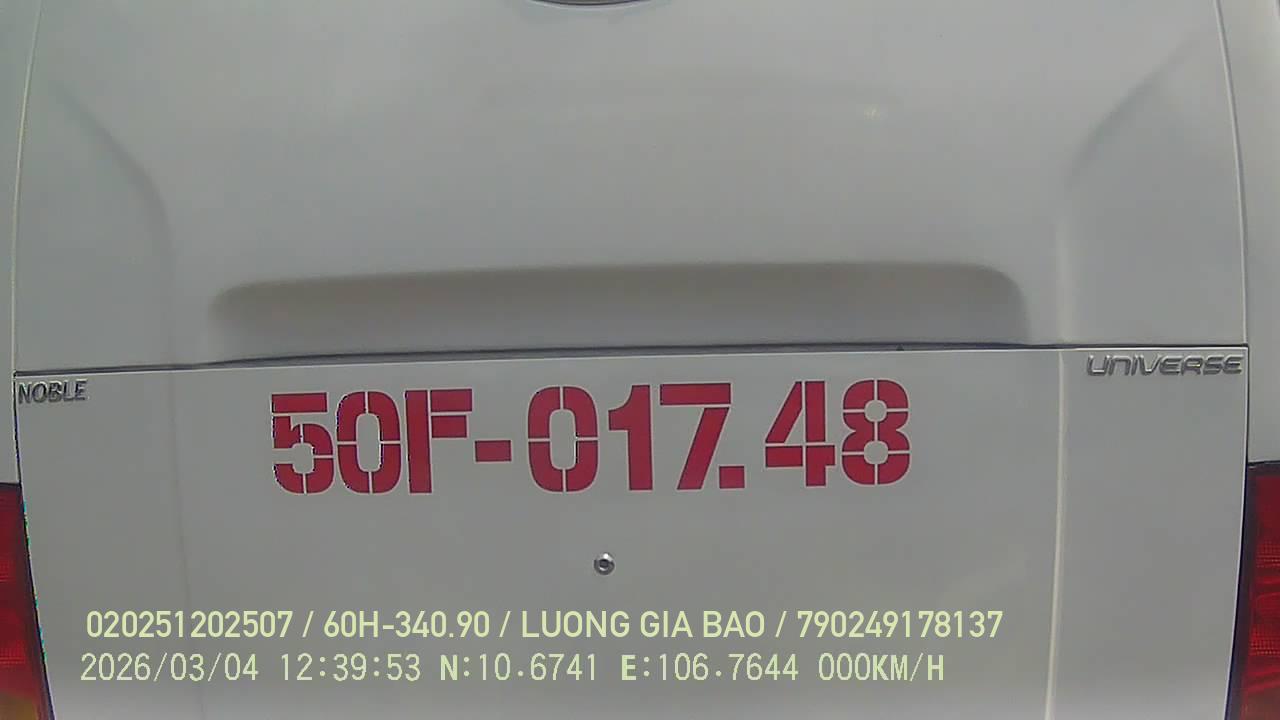 UNIVERSE
NOBLE
50F-017.48
020251202507 / 60H-340.90 / LUONG GIA BAO / 790249178137
2026/03/04 12:39:53 N:10.6741 E:106.7644 000KM/H